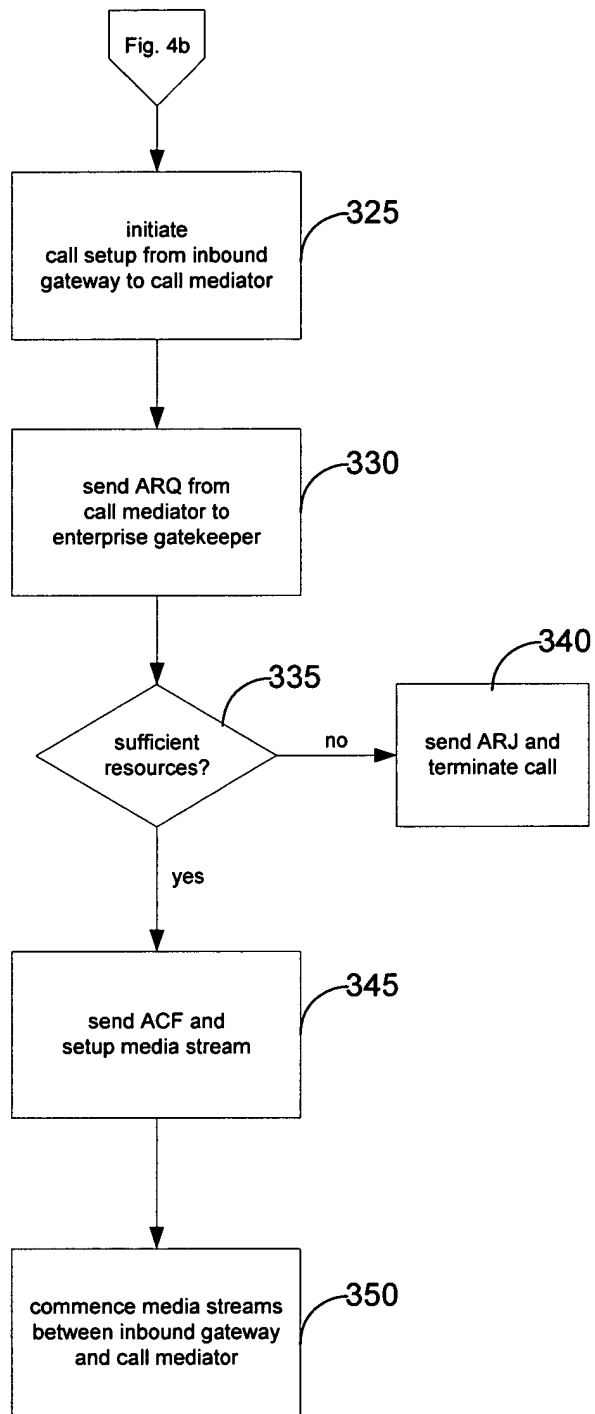 Fig. 4b
initiate
call setup from inbound
gateway to call mediator
325
send ARQ from
call mediator to
enterprise gatekeeper
330
335
sufficient
resources?
no
340
send ARJ and
terminate call
yes
345
send ACF and
setup media stream
350
commence media streams
between inbound gateway
and call mediator